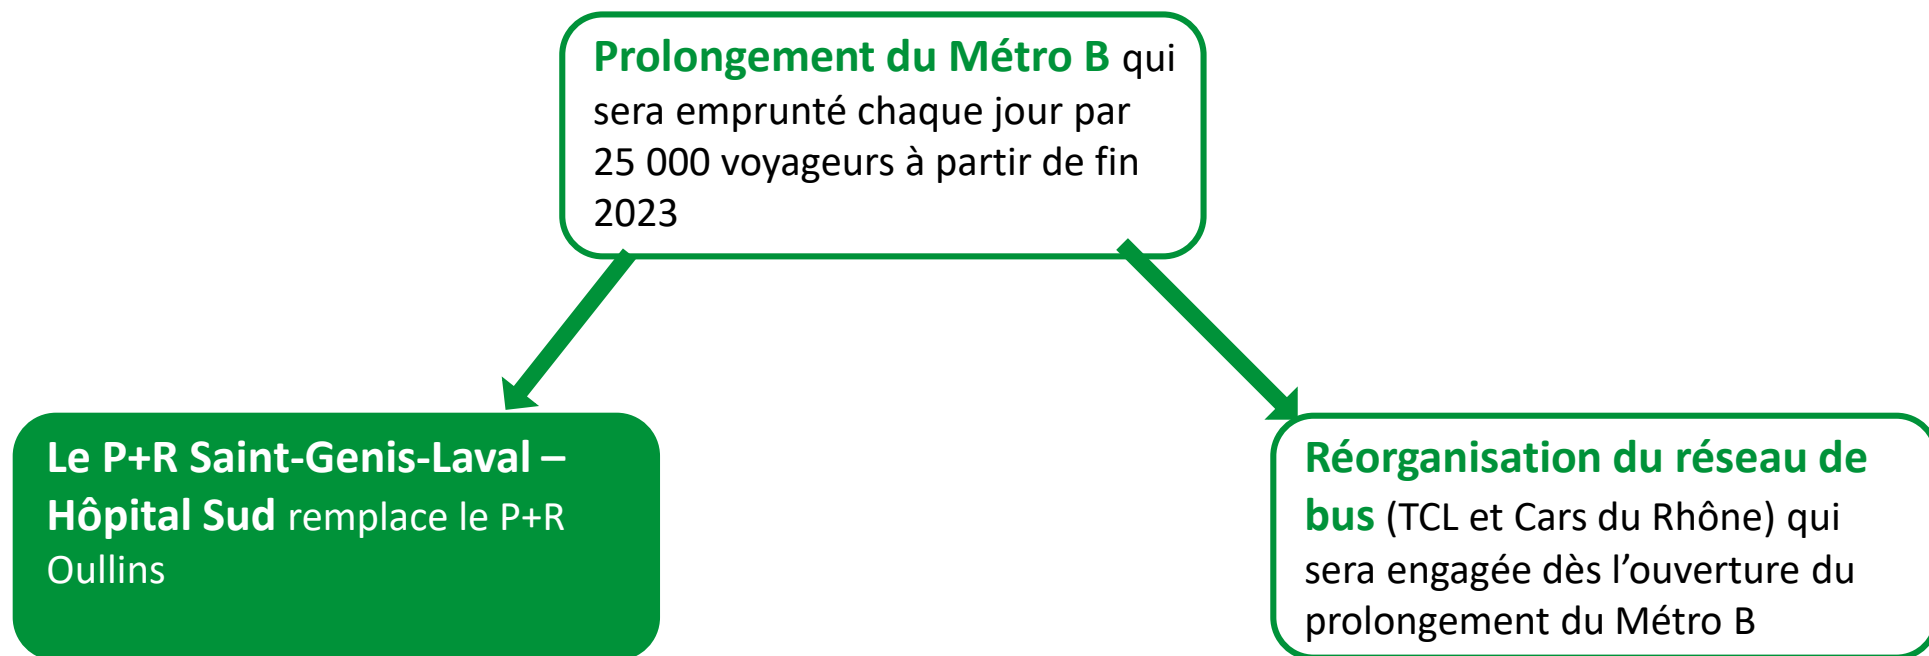 Prolongement du Métro B qui
sera emprunté chaque jour par
25 000 voyageurs à partir de fin
2023
Le P+R Saint-Genis-Laval –
Hôpital Sud remplace le P+R
Oullins
Réorganisation du réseau de
bus (TCL et Cars du Rhône) qui
sera engagée dès l’ouverture du
prolongement du Métro B